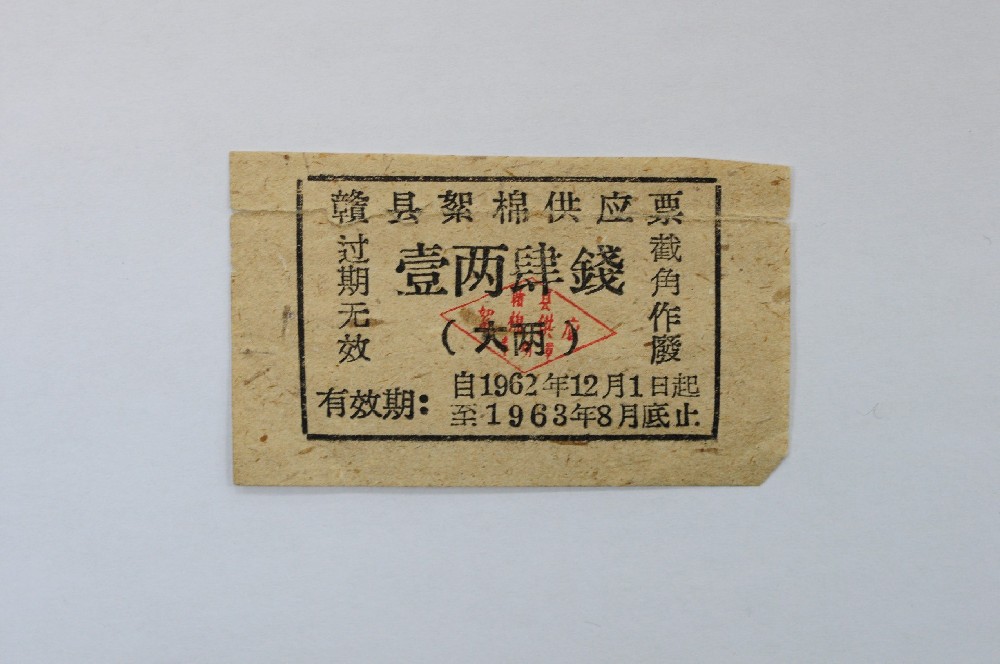 贛县絮棉供应票
过期无效
壹两肆錢
（大两）
截角作廢
有效期：
自1962年12月1日起
至1963年8月底止